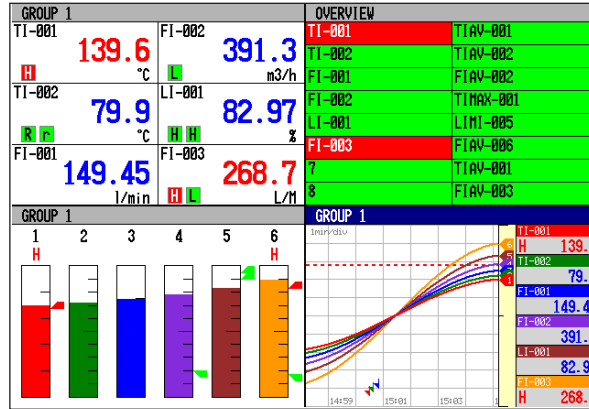 GROUP 1
TI-001
139.6
H
°C
FI-002
391.3
L
m3/h
TI-002
79.9
R r
°C
LI-001
82.97
H H
%
FI-001
149.45
l/min
FI-003
268.7
H L
L/M
OVERVIEW
TI-001 TIAV-001
TI-002 TIAV-002
FI-001 FIAV-002
FI-002 TIMAX-001
LI-001 LIMI-005
FI-003 FIAV-006
7 TIAV-001
8 FIAV-003
GROUP 1
1 2 3 4 5 6
H H
GROUP 1
1min/div
6
5
4
1
14:59 15:01 15:03
TI-001
H 139.
TI-002
79.
FI-001
149.4
FI-002
391.
LI-001
82.9
FI-003
H 268.